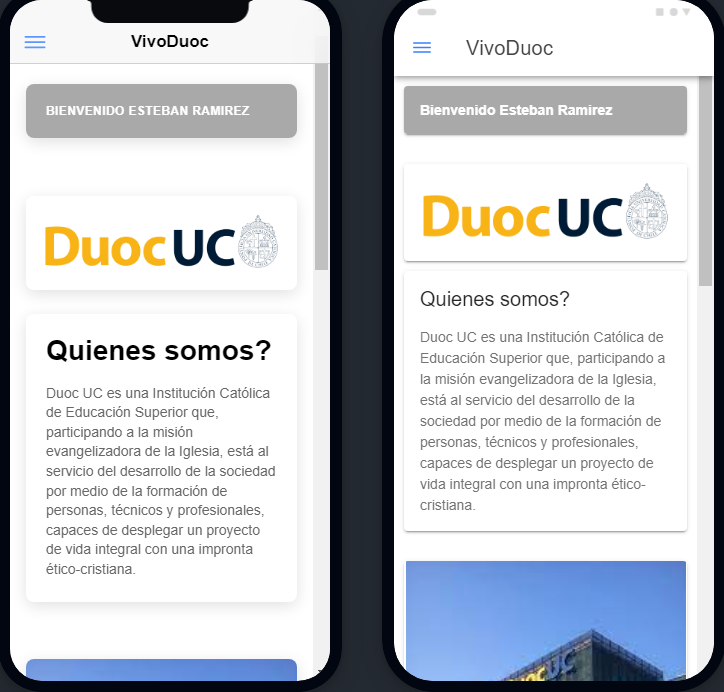 VivoDuoc
BIENVENIDO ESTEBAN RAMIREZ
Duoc UC
Quienes somos?
Duoc UC es una Institución Católica
de Educación Superior que,
participando a la misión
evangelizadora de la Iglesia, está al
servicio del desarrollo de la sociedad
por medio de la formación de
personas, técnicos y profesionales,
capaces de desplegar un proyecto
de vida integral con una impronta
ético-cristiana.
VivoDuoc
Bienvenido Esteban Ramirez
Duoc UC
Quienes somos?
Duoc UC es una Institución Católica de
Educación Superior que, participando a
la misión evangelizadora de la Iglesia,
está al servicio del desarrollo de la
sociedad por medio de la formación de
personas, técnicos y profesionales,
capaces de desplegar un proyecto de
vida integral con una impronta ético-
cristiana.
DuocUC